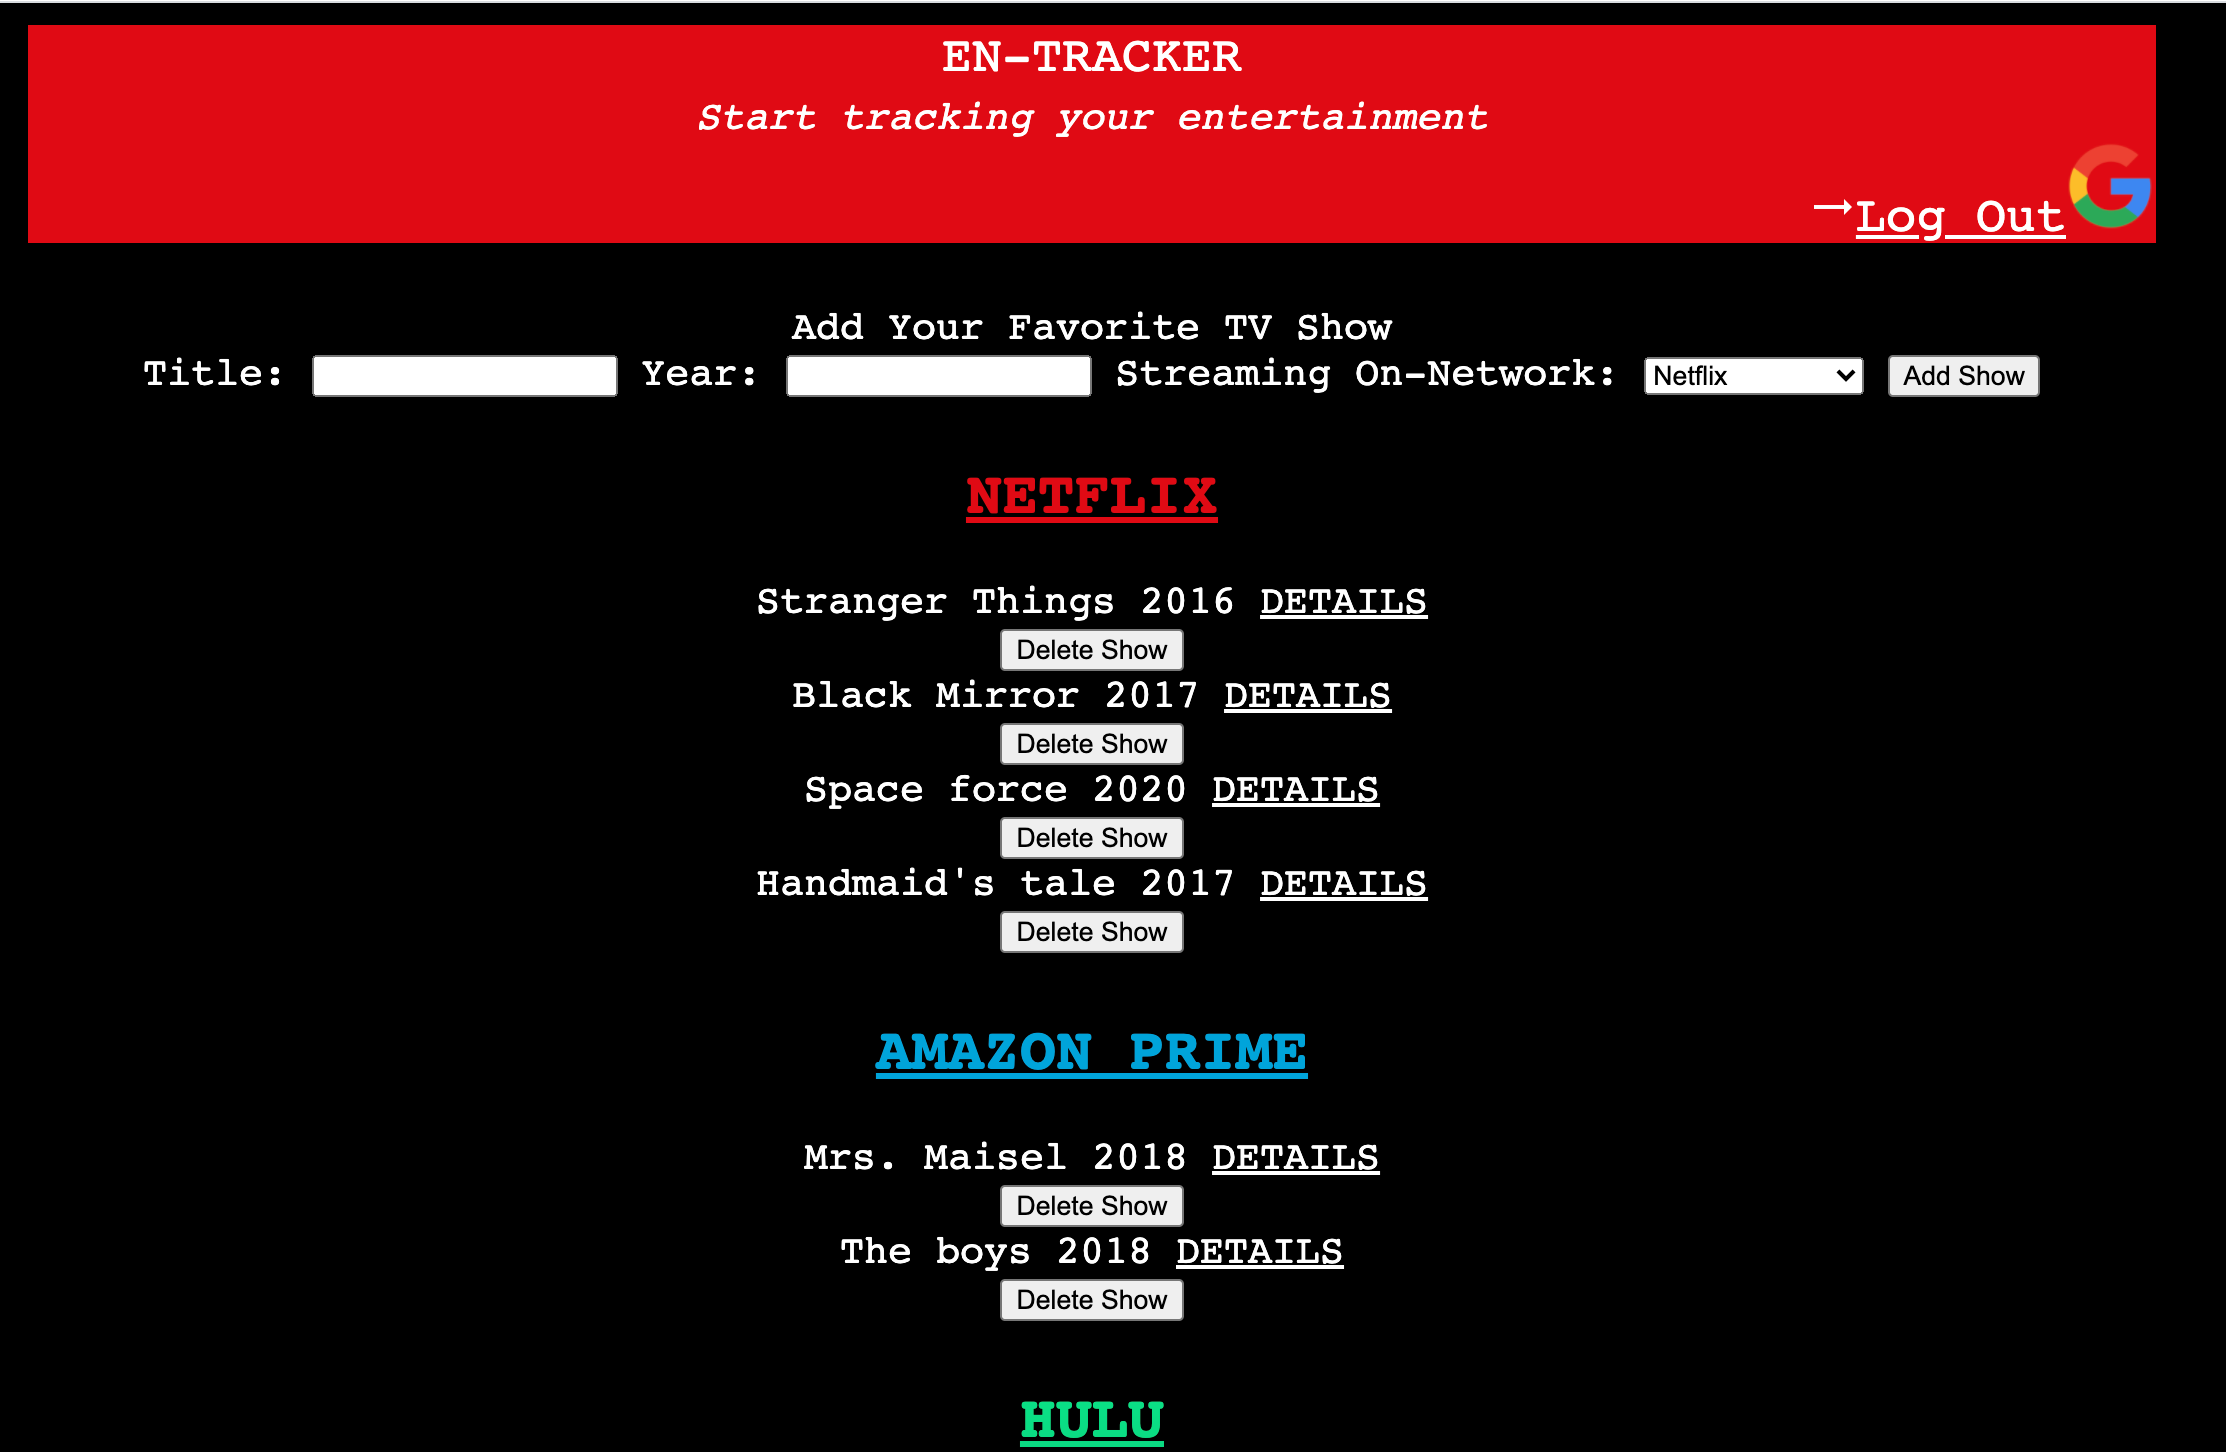 EN-TRACKER
Start tracking your entertainment
→Log Out
Add Your Favorite TV Show
Title: Year: Streaming On-Network: Netflix Add Show
NETFLIX
Stranger Things 2016 DETAILS
Delete Show
Black Mirror 2017 DETAILS
Delete Show
Space force 2020 DETAILS
Delete Show
Handmaid's tale 2017 DETAILS
Delete Show
AMAZON PRIME
Mrs. Maisel 2018 DETAILS
Delete Show
The boys 2018 DETAILS
Delete Show
HULU